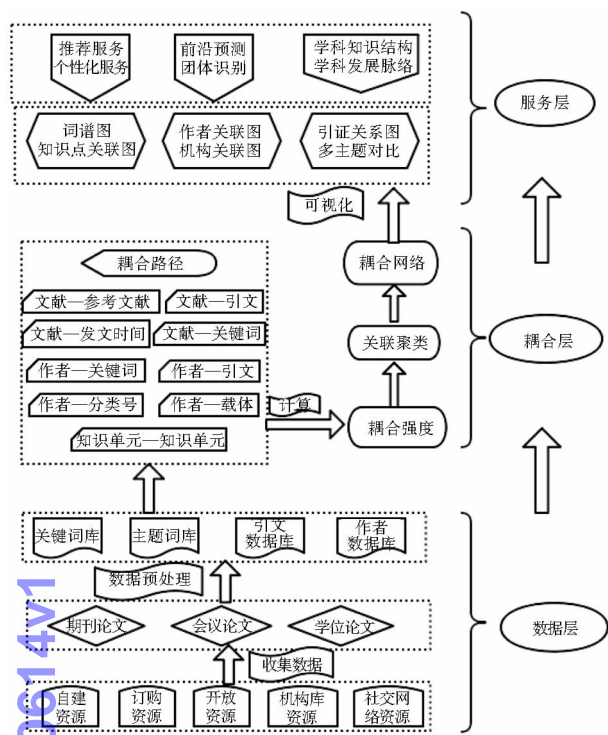 推荐服务
个性化服务
前沿预测
团体识别
学科知识结构
学科发展脉络
服务层
词谱图
知识点关联图
作者关联图
机构关联图
引证关系图
多主题对比
可视化
耦合路径
耦合网络
文献—参考文献
文献—引文
文献—发文时间
文献—关键词
关联聚类
耦合层
作者—关键词
作者—引文
作者—分类号
作者—载体
计算
耦合强度
知识单元—知识单元
关键词库
主题词库
引文
数据库
作者
数据库
数据预处理
期刊论文
会议论文
学位论文
数据层
收集数据
自建
资源
订购
资源
开放
资源
机构库
资源
社交网
络资源
0614v1